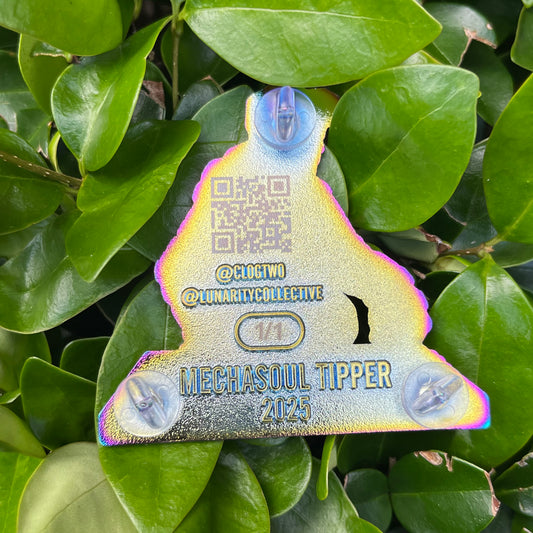 @CLOGTWO
@LUNARITYCOLLECTIVE
1/1
MECHASOUL TIPPER
2025